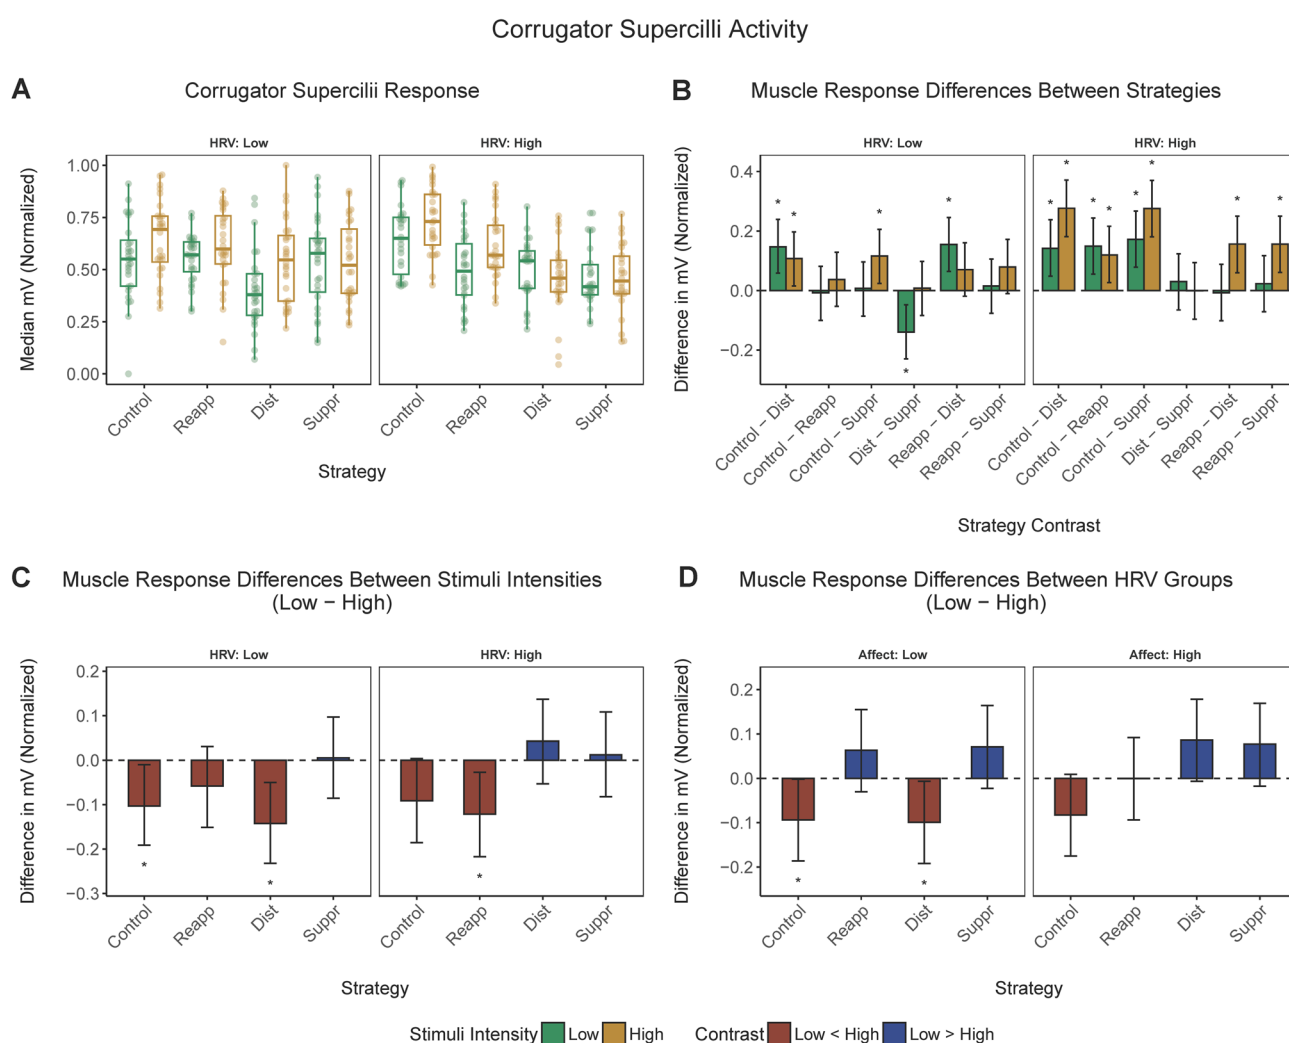 Corrugator Supercilli Activity
A
Corrugator Supercilii Response
HRV: Low
HRV: High
Median mV (Normalized)
1.00
0.75
0.50
0.25
0.00
Control
Reapp
Dist
Suppr
Control
Reapp
Dist
Suppr
Strategy
B
Muscle Response Differences Between Strategies
HRV: Low
HRV: High
Difference in mV (Normalized)
0.4
0.2
0.0
−0.2
* * * * *
* * * * * * * *
Control − Dist
Control − Reapp
Control − Suppr
Dist − Suppr
Reapp − Dist
Reapp − Suppr
Control − Dist
Control − Reapp
Control − Suppr
Dist − Suppr
Reapp − Dist
Reapp − Suppr
Strategy Contrast
C
Muscle Response Differences Between Stimuli Intensities
(Low − High)
HRV: Low
HRV: High
Difference in mV (Normalized)
0.2
0.1
0.0
−0.1
−0.2
−0.3
* * *
Control
Reapp
Dist
Suppr
Control
Reapp
Dist
Suppr
Strategy
D
Muscle Response Differences Between HRV Groups
(Low − High)
Affect: Low
Affect: High
Difference in mV (Normalized)
0.2
0.1
0.0
−0.1
−0.2
* *
Control
Reapp
Dist
Suppr
Control
Reapp
Dist
Suppr
Strategy
Stimuli Intensity Low High Contrast Low < High Low > High